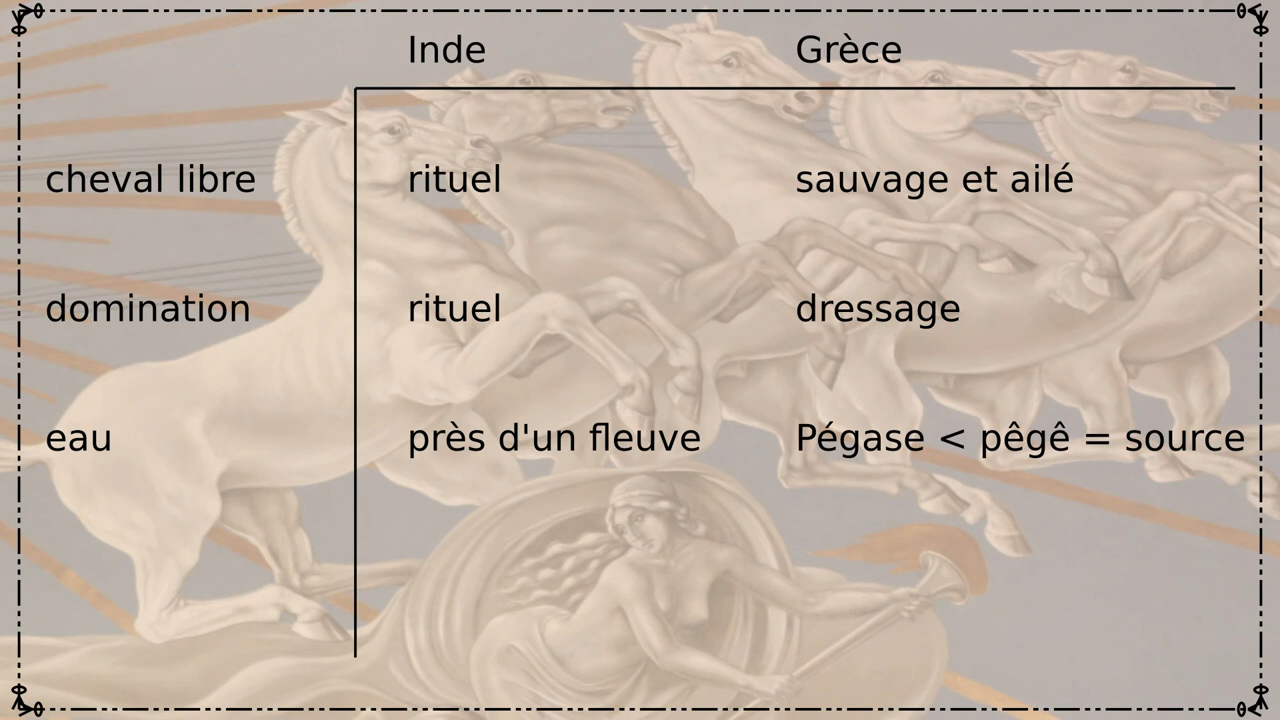 Inde Grèce
cheval libre rituel sauvage et ailé
domination rituel dressage
eau près d'un fleuve Pégase < pêgê = source